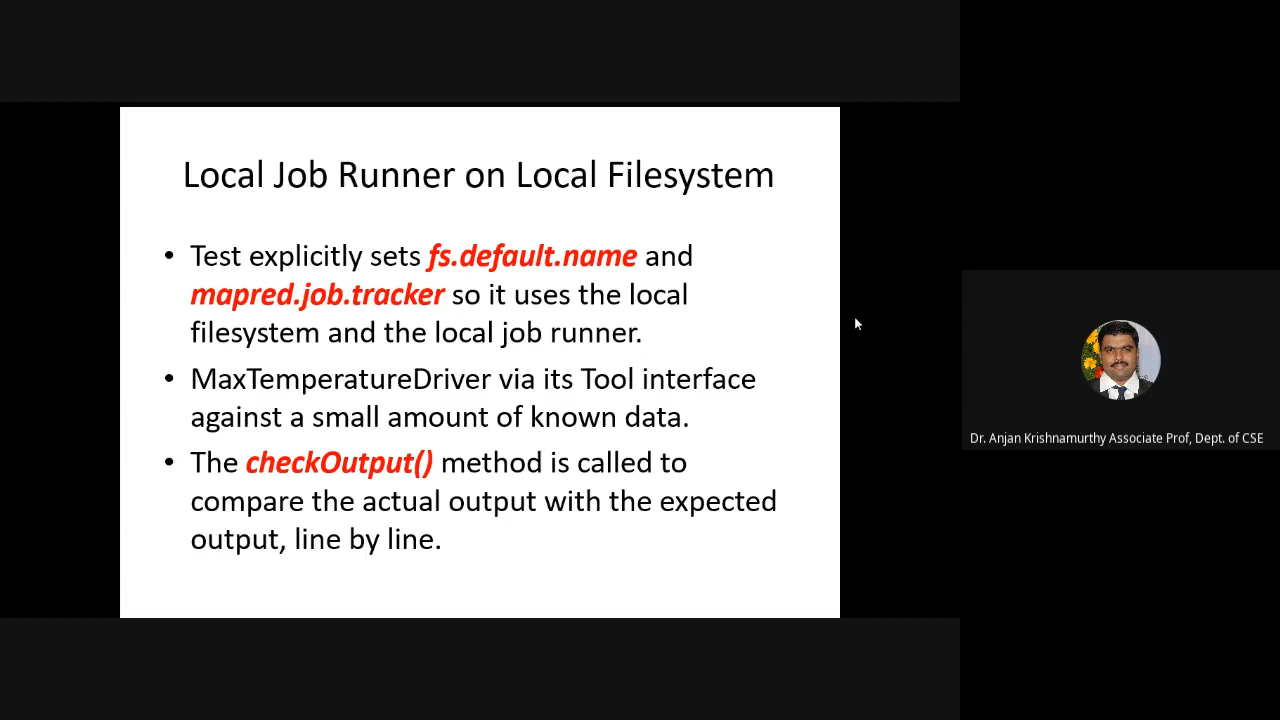 Local Job Runner on Local Filesystem
• Test explicitly sets fs.default.name and
mapred.job.tracker so it uses the local
filesystem and the local job runner.
• MaxTemperatureDriver via its Tool interface
against a small amount of known data.
• The checkOutput() method is called to
compare the actual output with the expected
output, line by line.
Dr. Anjan Krishnamurthy Associate Prof, Dept. of CSE